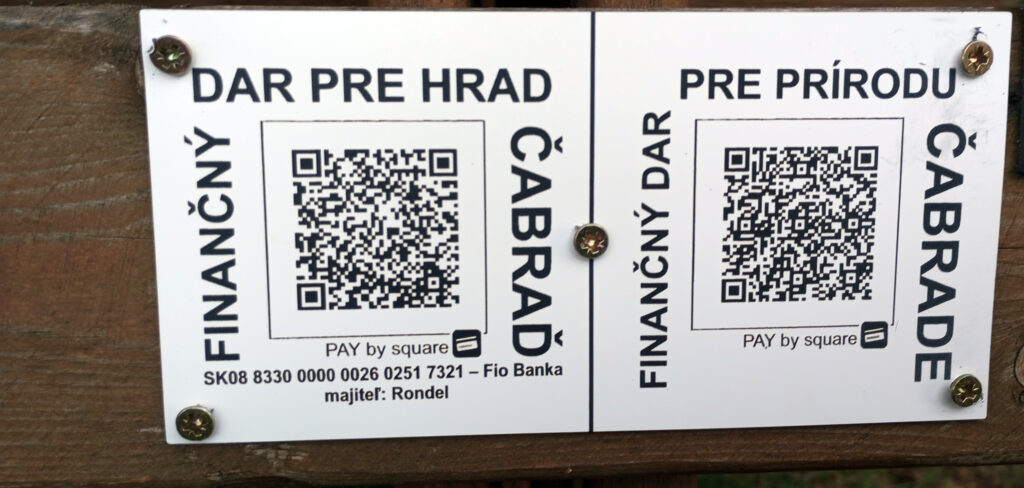 FINANČNÝ
DAR PRE HRAD
ČABRAĎ
PAY by square
SK08 8330 0000 0026 0251 7321 – Fio Banka
majiteľ: Rondel
FINANČNÝ DAR
PRE PRÍRODU
ČABRADE
PAY by square